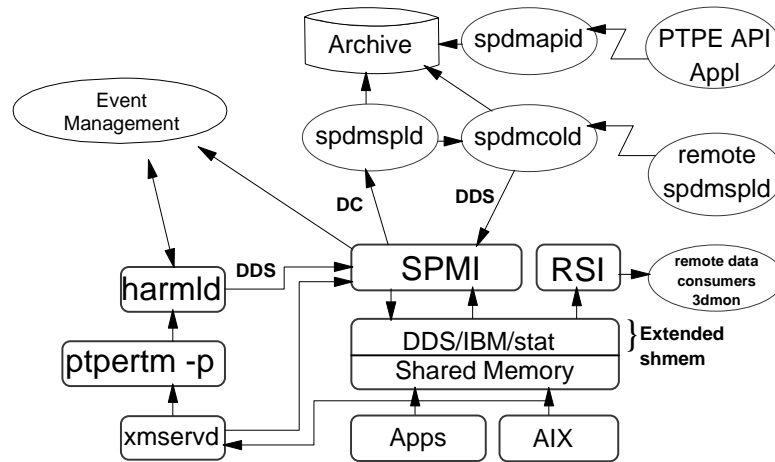 Archive
spdmapid
PTPE API
Appl
Event
Management
spdmspld
spdmcold
remote
spdmspld
DC
DDS
DDS
SPMI
RSI
remote data
consumers
3dmon
harmld
DDS/IBM/stat
Extended
shmem
ptpertm -p
Shared Memory
xmservd
Apps
AIX